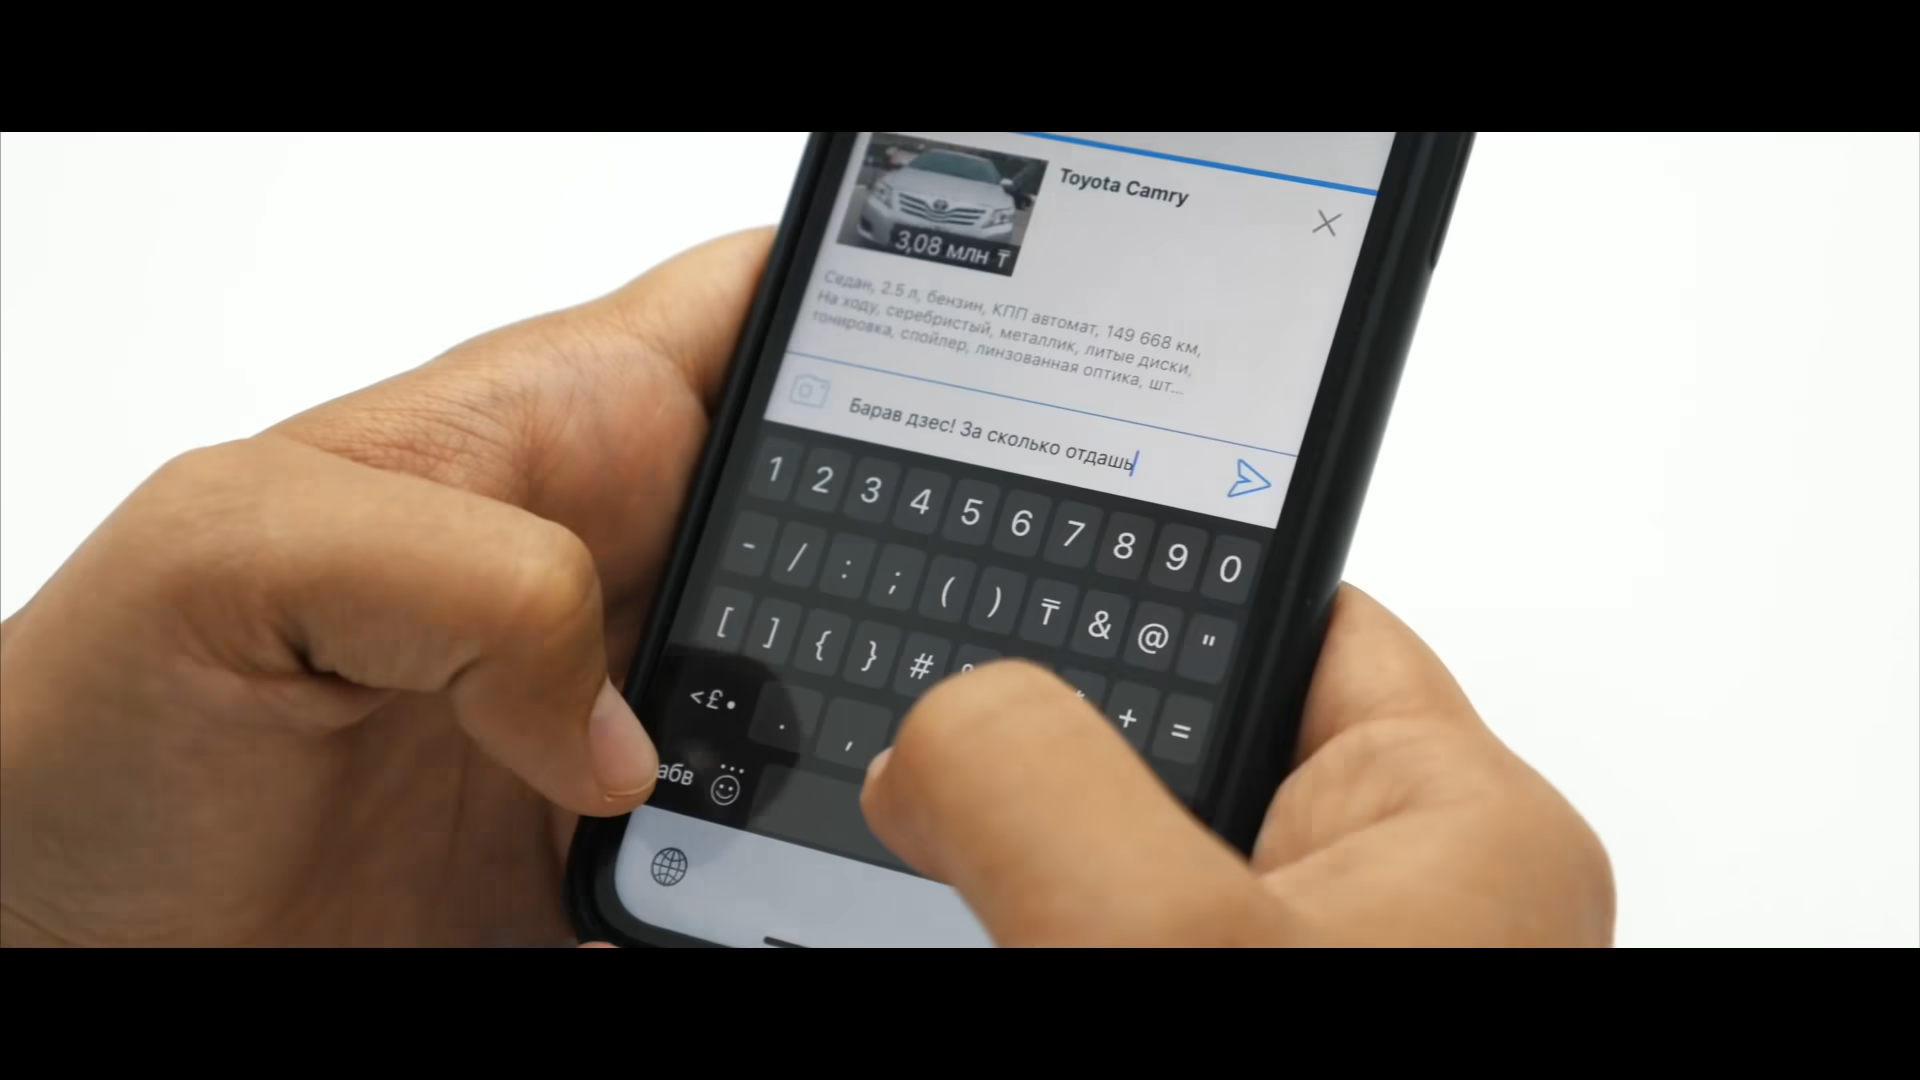 Toyota Camry
3,08 млн ₸
Седан, 2.5 л, бензин, КПП автомат, 149 668 км,
На ходу, серебристый, металлик, литые диски,
тонировка, спойлер, линзованная оптика, шт...
Барав дзес! За сколько отдашь
1 2 3 4 5 6 7 8 9 0
- / : ; ( ) ₸ & @ "
[ ] { } # + =
<£• . ,
абв